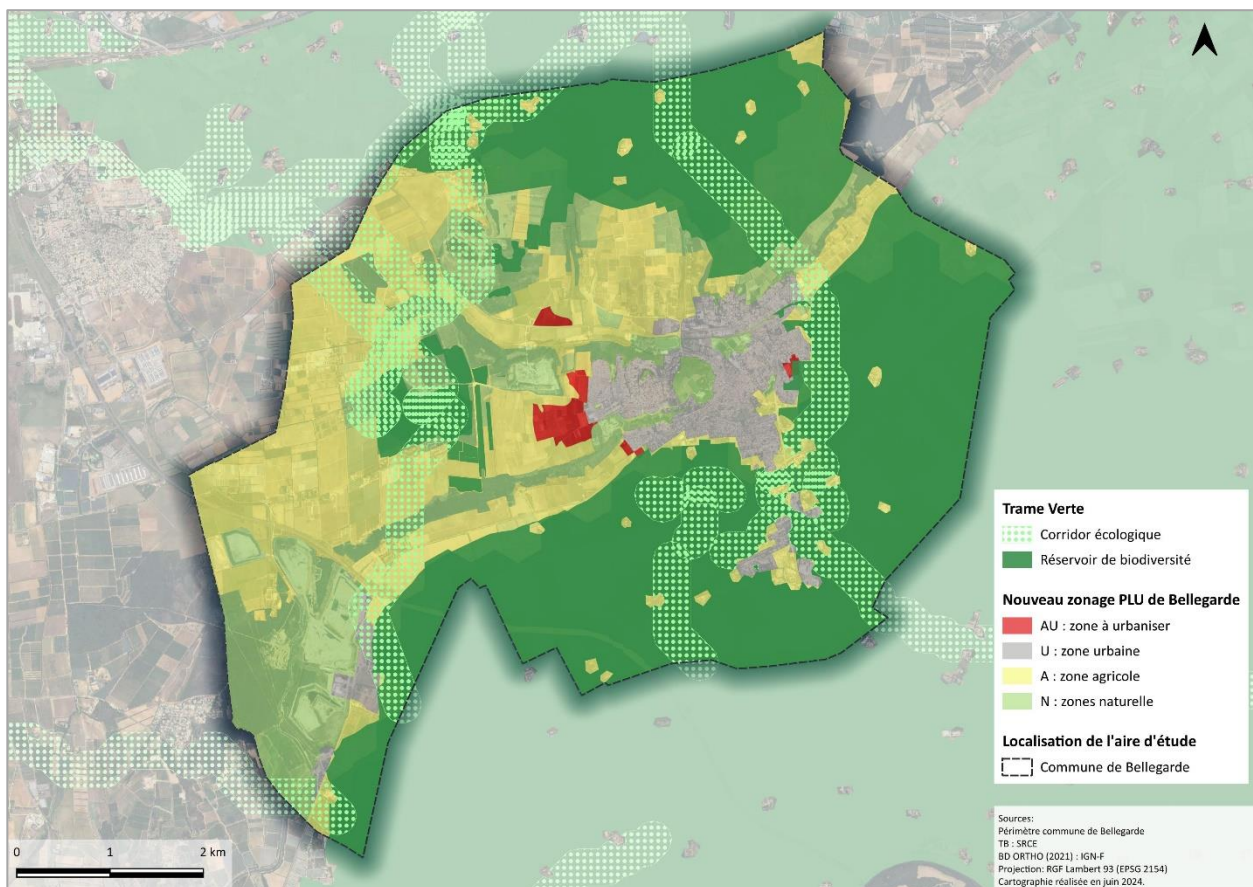 Trame Verte
Corridor écologique
Réservoir de biodiversité
Nouveau zonage PLU de Bellegarde
AU : zone à urbaniser
U : zone urbaine
A : zone agricole
N : zones naturelle
Localisation de l'aire d'étude
Commune de Bellegarde
Sources:
Périmètre commune de Bellegarde
TB : SRCE
BD ORTHO (2021) : IGN-F
Projection: RGF Lambert 93 (EPSG 2154)
Cartographie réalisée en juin 2024.
0 1 2 km